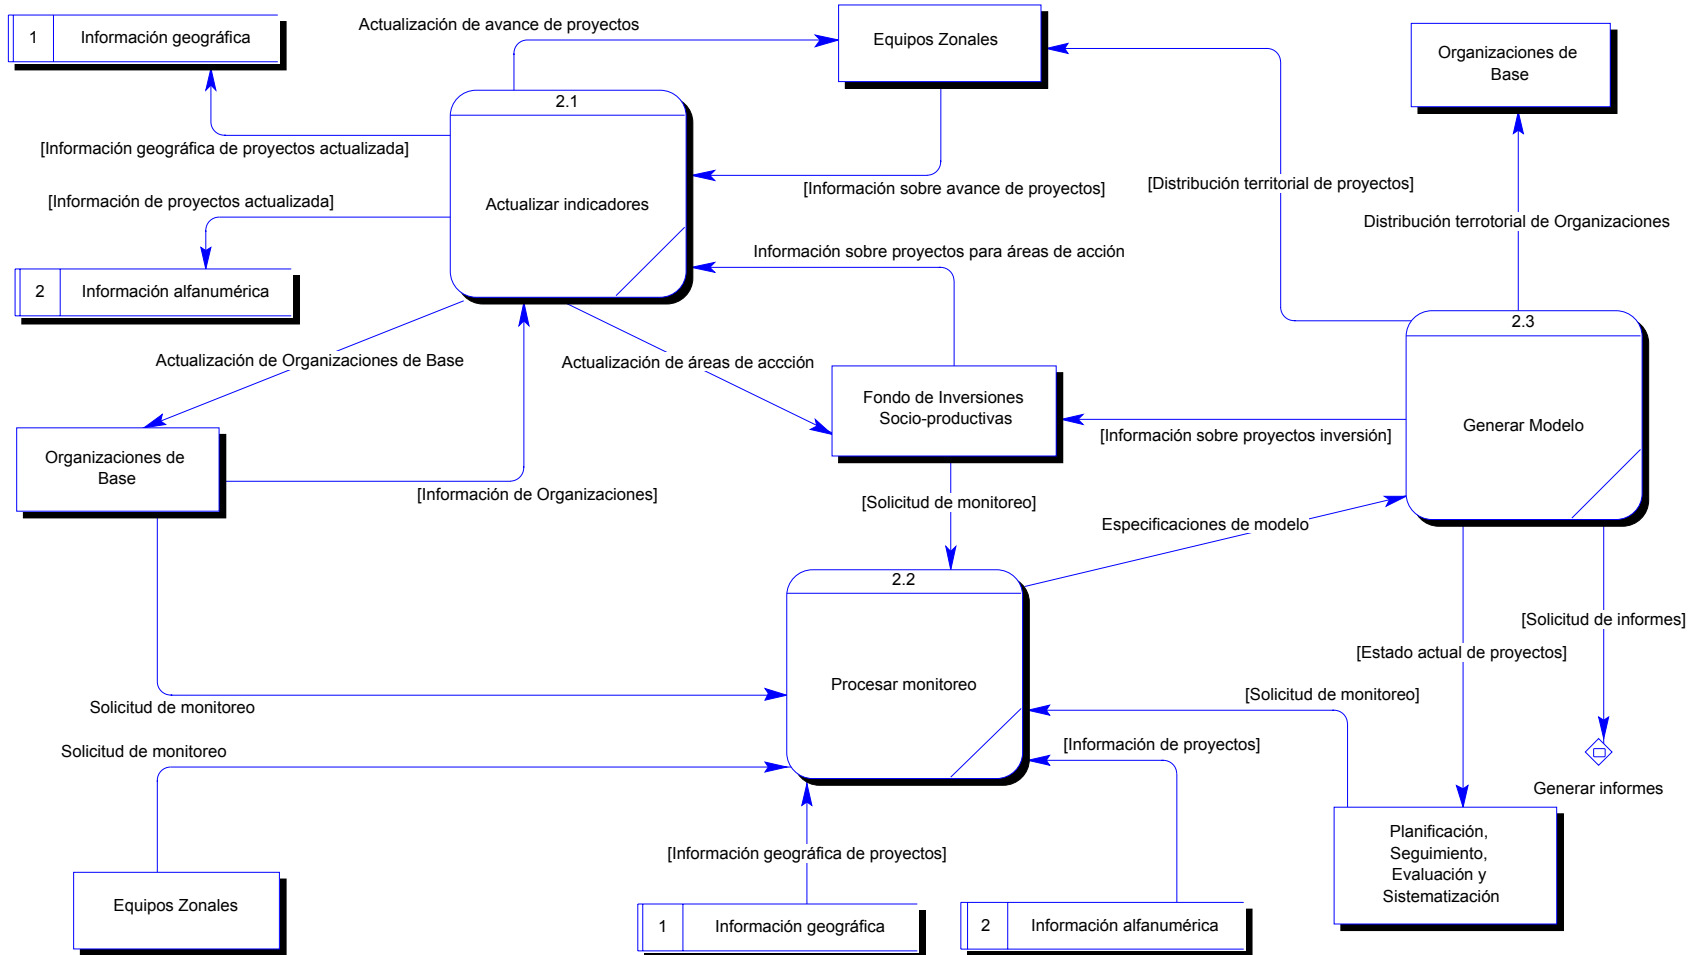 Actualización de avance de proyectos
1
Información geográfica
Equipos Zonales
Organizaciones de
Base
2.1
[Información geográfica de proyectos actualizada]
[Información sobre avance de proyectos]
[Distribución territorial de proyectos]
[Información de proyectos actualizada]
Actualizar indicadores
Distribución terrotorial de Organizaciones
Información sobre proyectos para áreas de acción
2
Información alfanumérica
2.3
Actualización de Organizaciones de Base
Actualización de áreas de accción
Fondo de Inversiones
Socio-productivas
Generar Modelo
[Información sobre proyectos inversión]
Organizaciones de
Base
[Información de Organizaciones]
[Solicitud de monitoreo]
Especificaciones de modelo
2.2
[Solicitud de informes]
[Estado actual de proyectos]
Procesar monitoreo
[Solicitud de monitoreo]
Solicitud de monitoreo
Solicitud de monitoreo
[Información de proyectos]
Generar informes
Planificación,
Seguimiento,
Evaluación y
Sistematización
[Información geográfica de proyectos]
Equipos Zonales
1
Información geográfica
2
Información alfanumérica